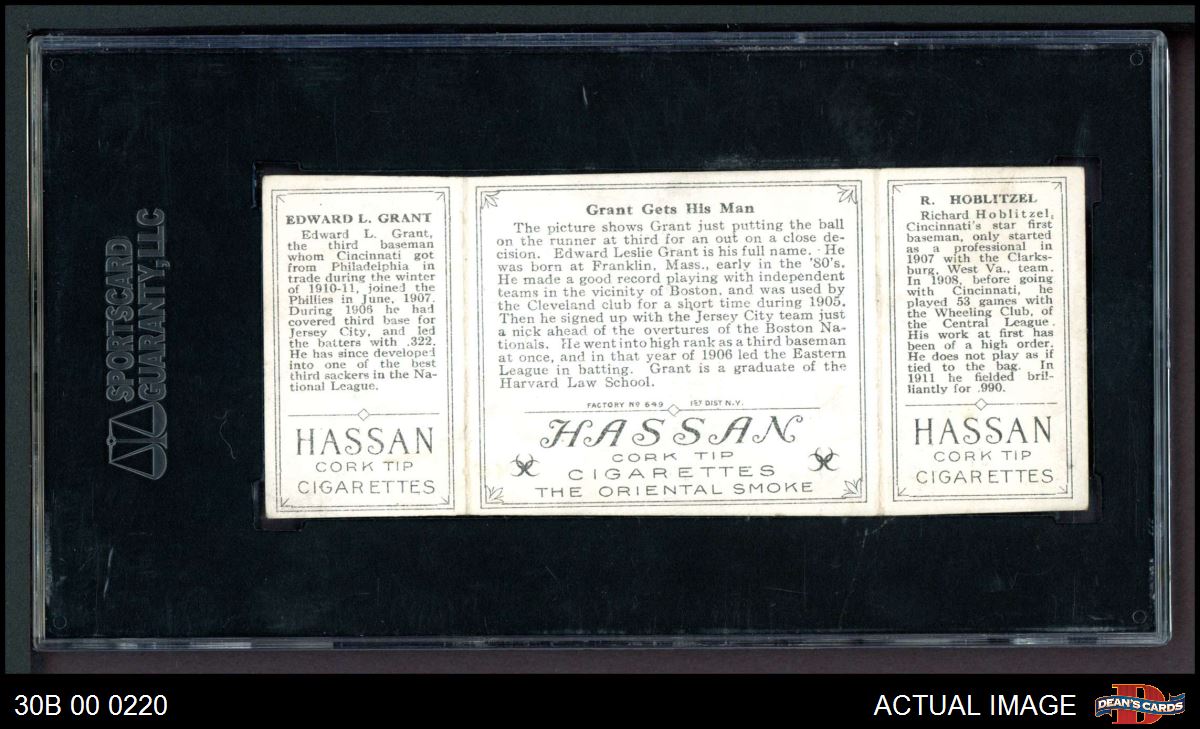 SPORTSCARD
GUARANTY, LLC
EDWARD L. GRANT
Edward L. Grant,
the third baseman
whom Cincinnati got
from Philadelphia in
trade during the winter
of 1910-11, joined the
Phillies in June, 1907.
During 1906 he had
covered third base for
Jersey City, and led
the batters with .322.
He has since developed
into one of the best
third sackers in the Na-
tional League.
HASSAN
CORK TIP
CIGARETTES
Grant Gets His Man
The picture shows Grant just putting the ball
on the runner at third for an out on a close de-
cision. Edward Leslie Grant is his full name. He
was born at Franklin, Mass., early in the '80's.
He made a good record playing with independent
teams in the vicinity of Boston, and was used by
the Cleveland club for a short time during 1905.
Then he signed up with the Jersey City team just
a nick ahead of the overtures of the Boston Na-
tionals. He went into high rank as a third baseman
at once, and in that year of 1906 led the Eastern
League in batting. Grant is a graduate of the
Harvard Law School.
FACTORY Nº 649 1ST DIST N.Y.
HASSAN
CORK TIP
CIGARETTES
THE ORIENTAL SMOKE
R. HOBLITZEL
Richard Hoblitzel,
Cincinnati's star first
baseman, only started
as a professional in
1907 with the Clarks-
burg, West Va., team.
In 1908, before going
with Cincinnati, he
played 53 games with
the Wheeling Club, of
the Central League.
His work at first has
been of a high order.
He does not play as if
tied to the bag. In
1911 he fielded bril-
liantly for .990.
HASSAN
CORK TIP
CIGARETTES
30B 00 0220
ACTUAL IMAGE
DEAN'S CARDS